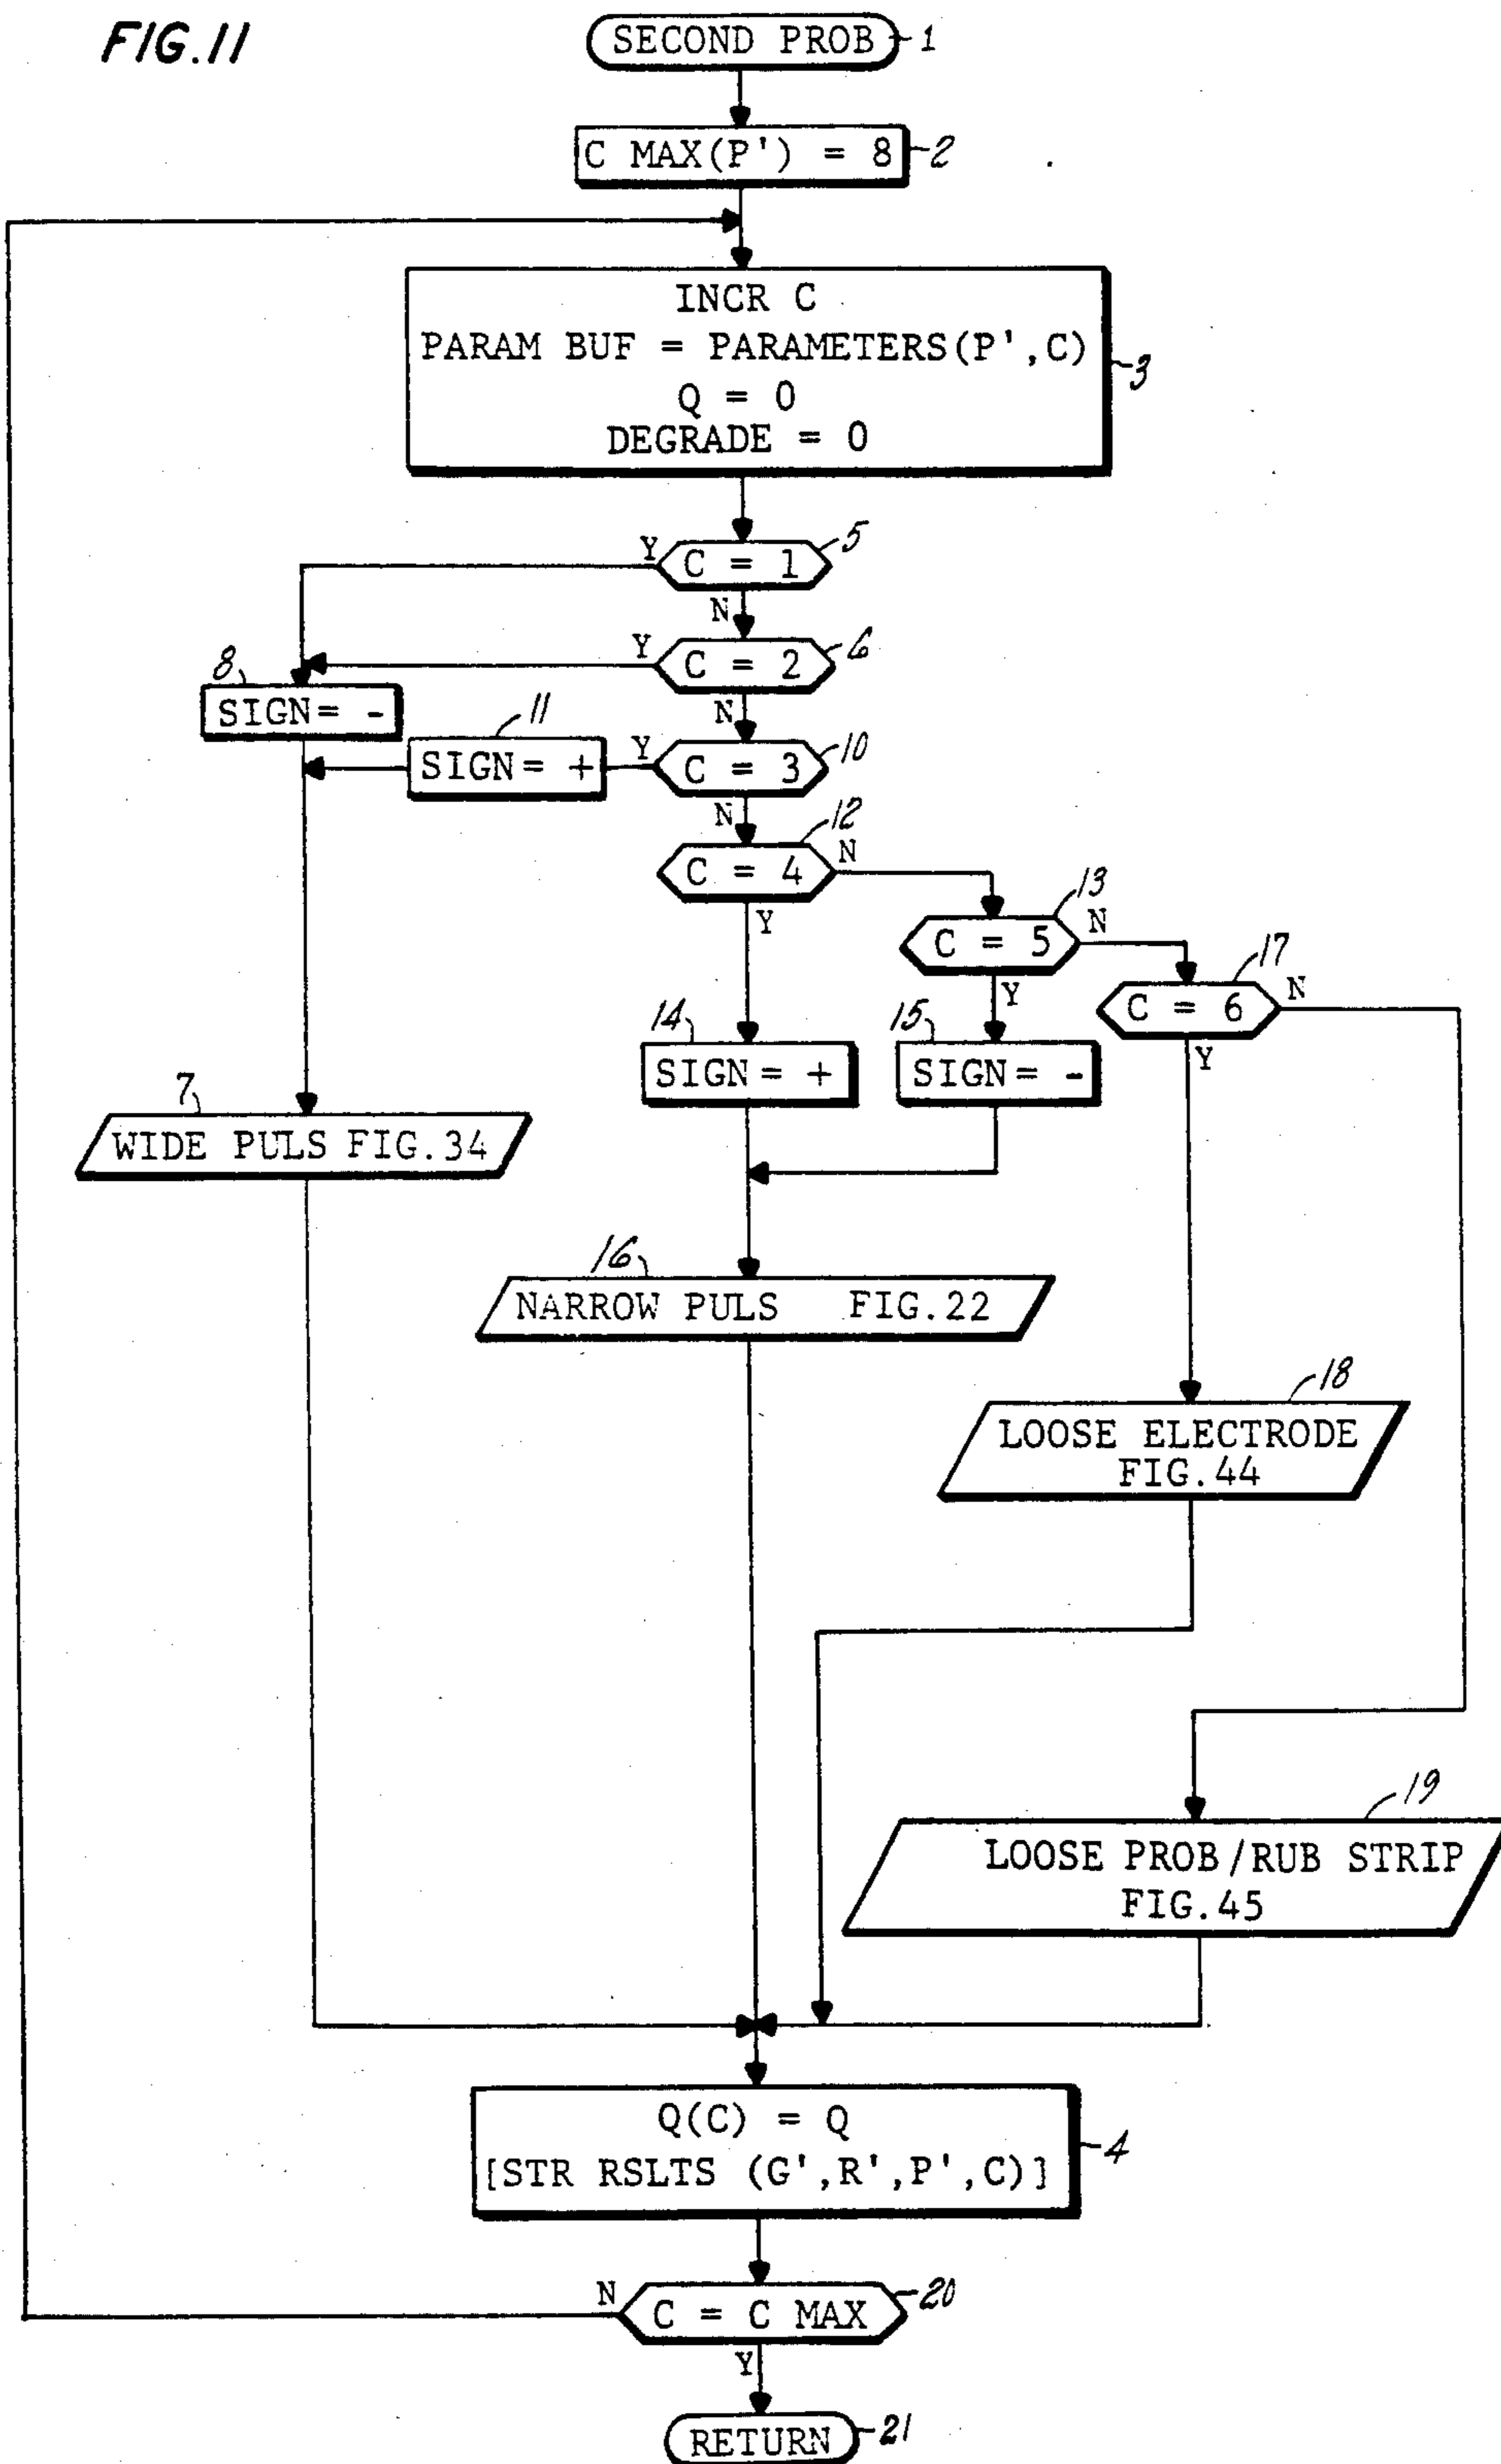 FIG.11
SECOND PROB
1
C MAX(P') = 8
2
INCR C
PARAM BUF = PARAMETERS(P',C)
Q = 0
DEGRADE = 0
3
C = 1
5
Y
N
C = 2
6
Y
N
8
SIGN= -
11
SIGN= +
Y
C = 3
10
N
C = 4
12
N
Y
C = 5
13
N
Y
C = 6
17
N
Y
14
SIGN= +
15
SIGN= -
7
WIDE PULS FIG.34
16
NARROW PULS FIG.22
18
LOOSE ELECTRODE
FIG.44
19
LOOSE PROB/RUB STRIP
FIG.45
Q(C) = Q
[STR RSLTS (G',R',P',C)]
4
N
C = C MAX
20
Y
RETURN
21